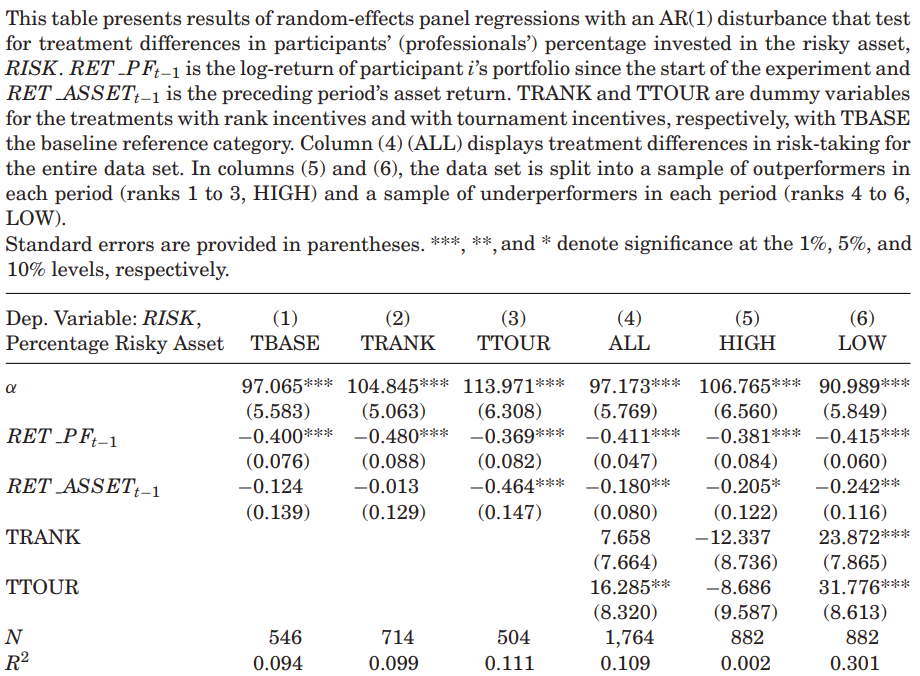 This table presents results of random-effects panel regressions with an AR(1) disturbance that test
for treatment differences in participants’ (professionals’) percentage invested in the risky asset,
RISK. RET_PF_{t−1} is the log-return of participant i’s portfolio since the start of the experiment and
RET_ASSET_{t−1} is the preceding period’s asset return. TRANK and TTOUR are dummy variables
for the treatments with rank incentives and with tournament incentives, respectively, with TBASE
the baseline reference category. Column (4) (ALL) displays treatment differences in risk-taking for
the entire data set. In columns (5) and (6), the data set is split into a sample of outperformers in
each period (ranks 1 to 3, HIGH) and a sample of underperformers in each period (ranks 4 to 6,
LOW).
Standard errors are provided in parentheses. ***, **, and * denote significance at the 1%, 5%, and
10% levels, respectively.
Dep. Variable: RISK, (1) (2) (3) (4) (5) (6)
Percentage Risky Asset TBASE TRANK TTOUR ALL HIGH LOW
α 97.065*** 104.845*** 113.971*** 97.173*** 106.765*** 90.989***
(5.583) (5.063) (6.308) (5.769) (6.560) (5.849)
RET_PF_{t−1} −0.400*** −0.480*** −0.369*** −0.411*** −0.381*** −0.415***
(0.076) (0.088) (0.082) (0.047) (0.084) (0.060)
RET_ASSET_{t−1} −0.124 −0.013 −0.464*** −0.180** −0.205* −0.242**
(0.139) (0.129) (0.147) (0.080) (0.122) (0.116)
TRANK 7.658 −12.337 23.872***
(7.664) (8.736) (7.865)
TTOUR 16.285** −8.686 31.776***
(8.320) (9.587) (8.613)
N 546 714 504 1,764 882 882
R² 0.094 0.099 0.111 0.109 0.002 0.301